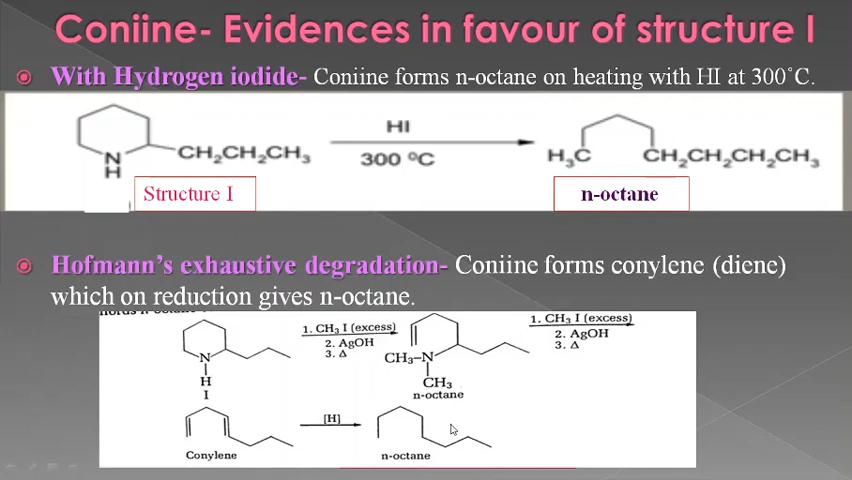 Coniine- Evidences in favour of structure I
With Hydrogen iodide- Coniine forms n-octane on heating with HI at 300°C.
HI
300 ºC
N
H
CH₂CH₂CH₃
H₃C
CH₂CH₂CH₂CH₃
Structure I
n-octane
Hofmann's exhaustive degradation- Coniine forms conylene (diene)
which on reduction gives n-octane.
1. CH₃ I (excess)
2. AgOH
3. Δ
1. CH₃ I (excess)
2. AgOH
3. Δ
N
H
I
CH₃–N
CH₃
n-octane
[H]
Conylene
n-octane